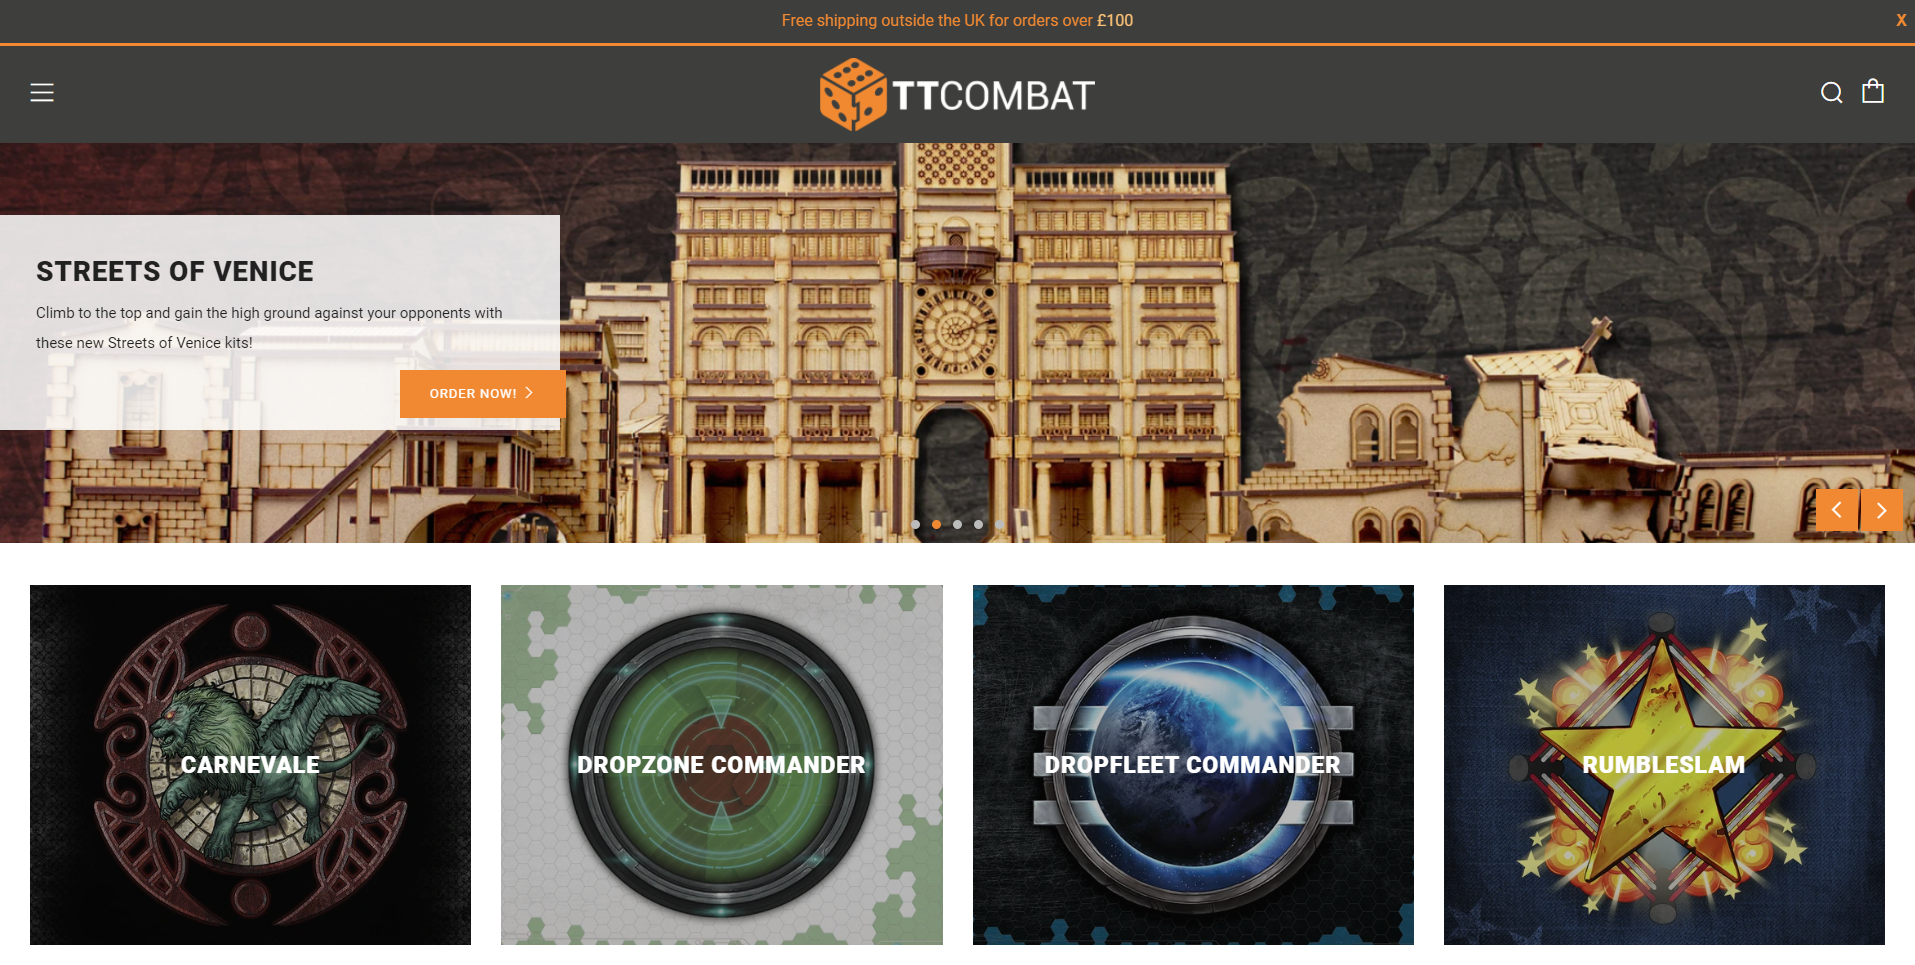 Free shipping outside the UK for orders over £100
X
TTCOMBAT
STREETS OF VENICE
Climb to the top and gain the high ground against your opponents with
these new Streets of Venice kits!
ORDER NOW!
CARNEVALE
DROPZONE COMMANDER
DROPFLEET COMMANDER
RUMBLESLAM